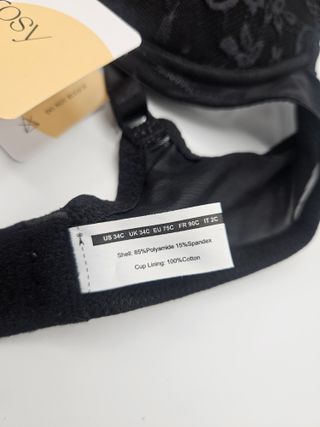 osy
US 34C UK 34C EU 75C FR 90C IT 2C
Shell: 85%Polyamide 15%Spandex
Cup Lining: 100%Cotton